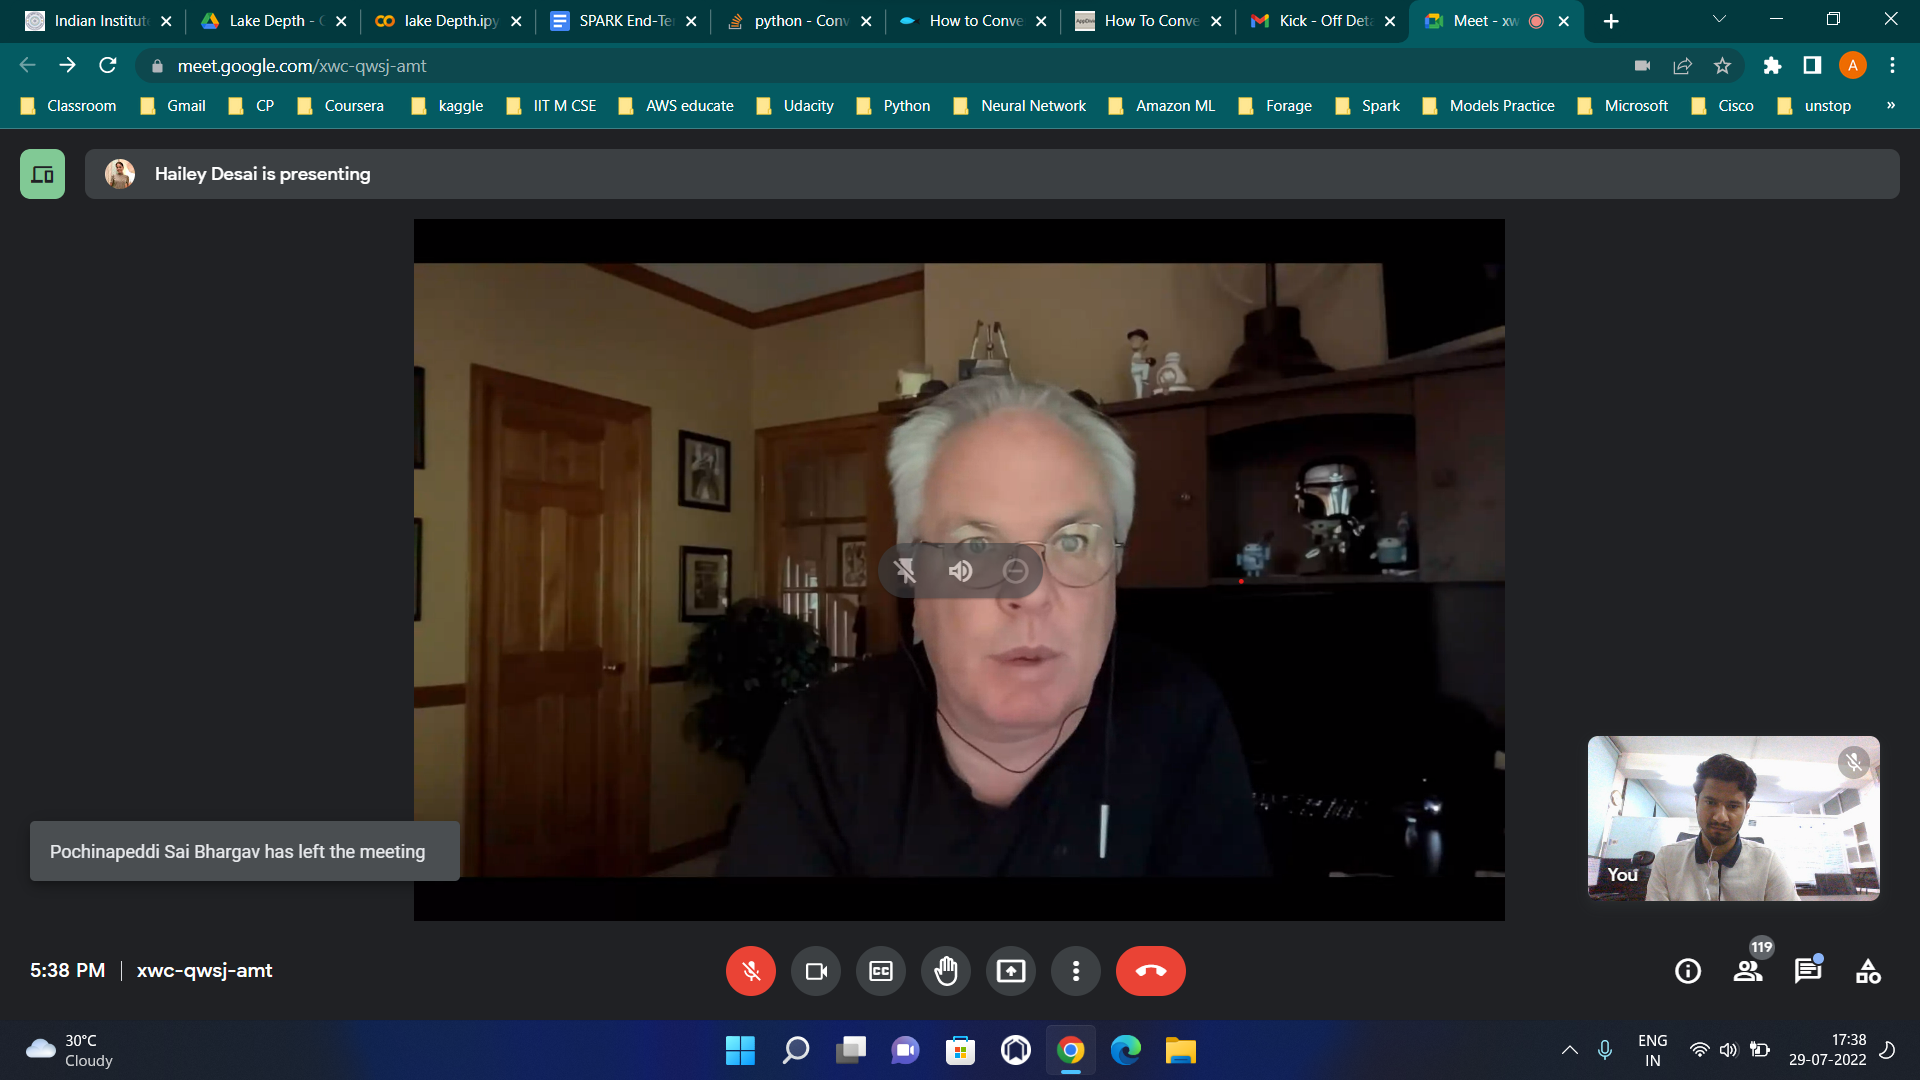 Indian Institut
Lake Depth - 
lake Depth.ipy
SPARK End-Te
python - Conv
How to Conve
How To Conve
Kick - Off Deta
Meet - xw
meet.google.com/xwc-qwsj-amt
A
Classroom
Gmail
CP
Coursera
kaggle
IIT M CSE
AWS educate
Udacity
Python
Neural Network
Amazon ML
Forage
Spark
Models Practice
Microsoft
Cisco
unstop
»
Hailey Desai is presenting
You
Pochinapeddi Sai Bhargav has left the meeting
5:38 PM | xwc-qwsj-amt
CC
119
30°C
Cloudy
ENG
IN
17:38
29-07-2022